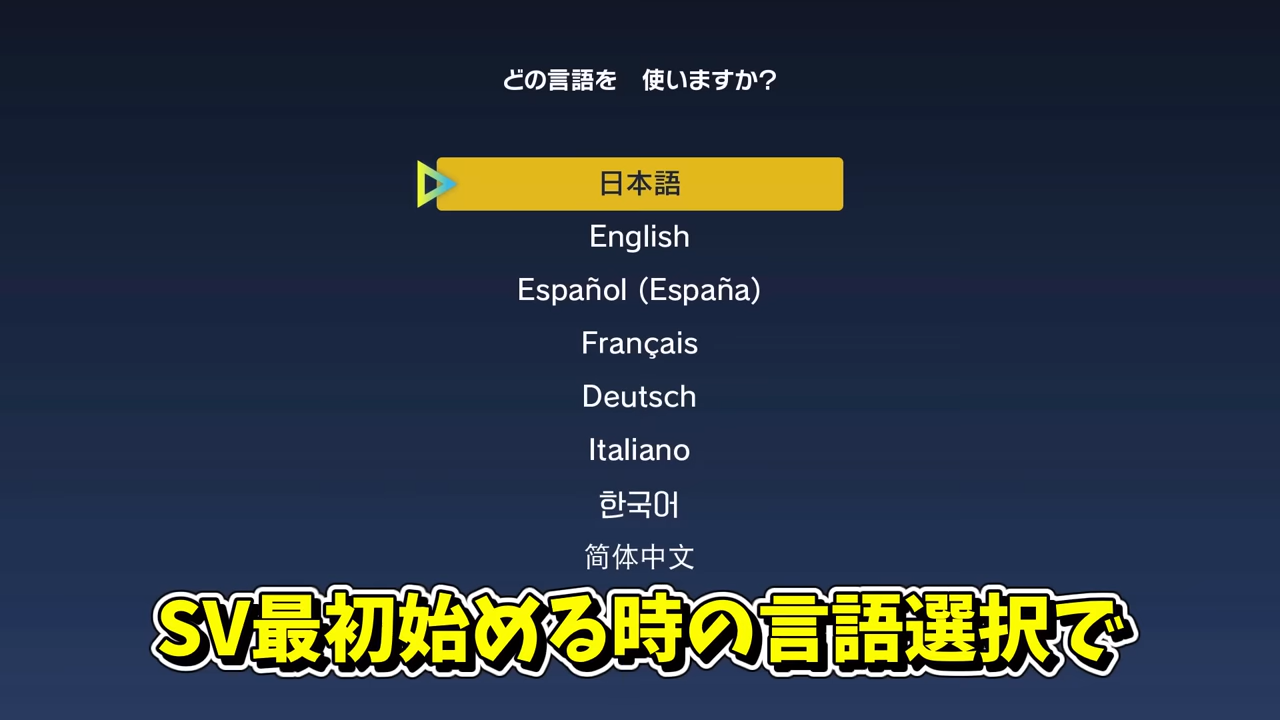 どの言語を　使いますか?
日本語
English
Español (España)
Français
Deutsch
Italiano
한국어
简体中文
SV最初始める時の言語選択で